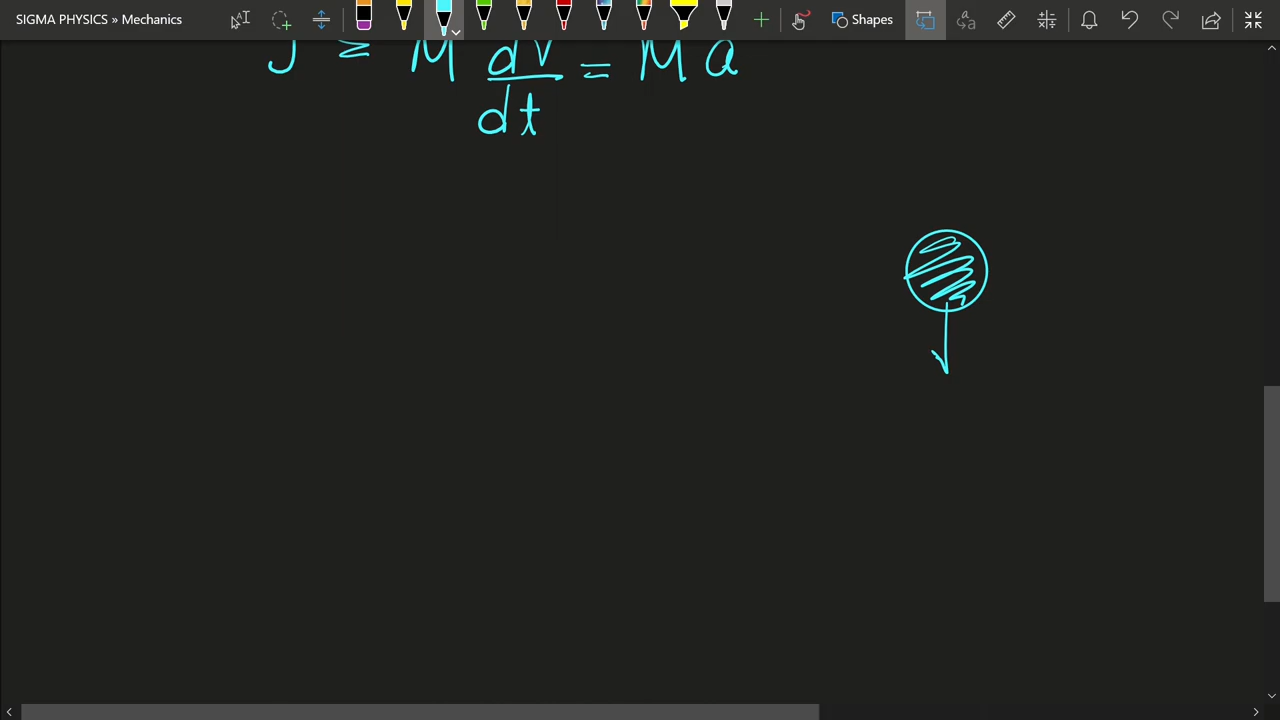 SIGMA PHYSICS » Mechanics
Shapes
= M dv = Ma
dt